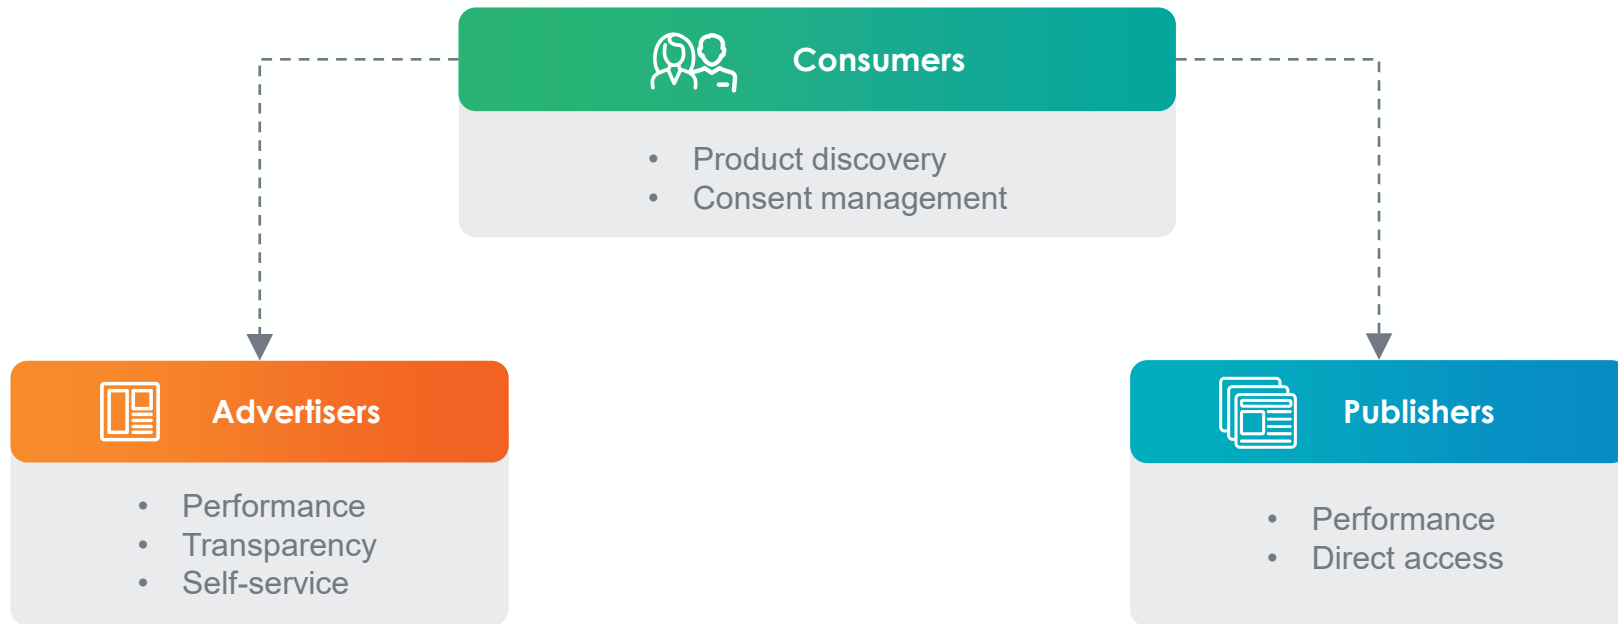 Consumers
• Product discovery
• Consent management
Advertisers
• Performance
• Transparency
• Self-service
Publishers
• Performance
• Direct access